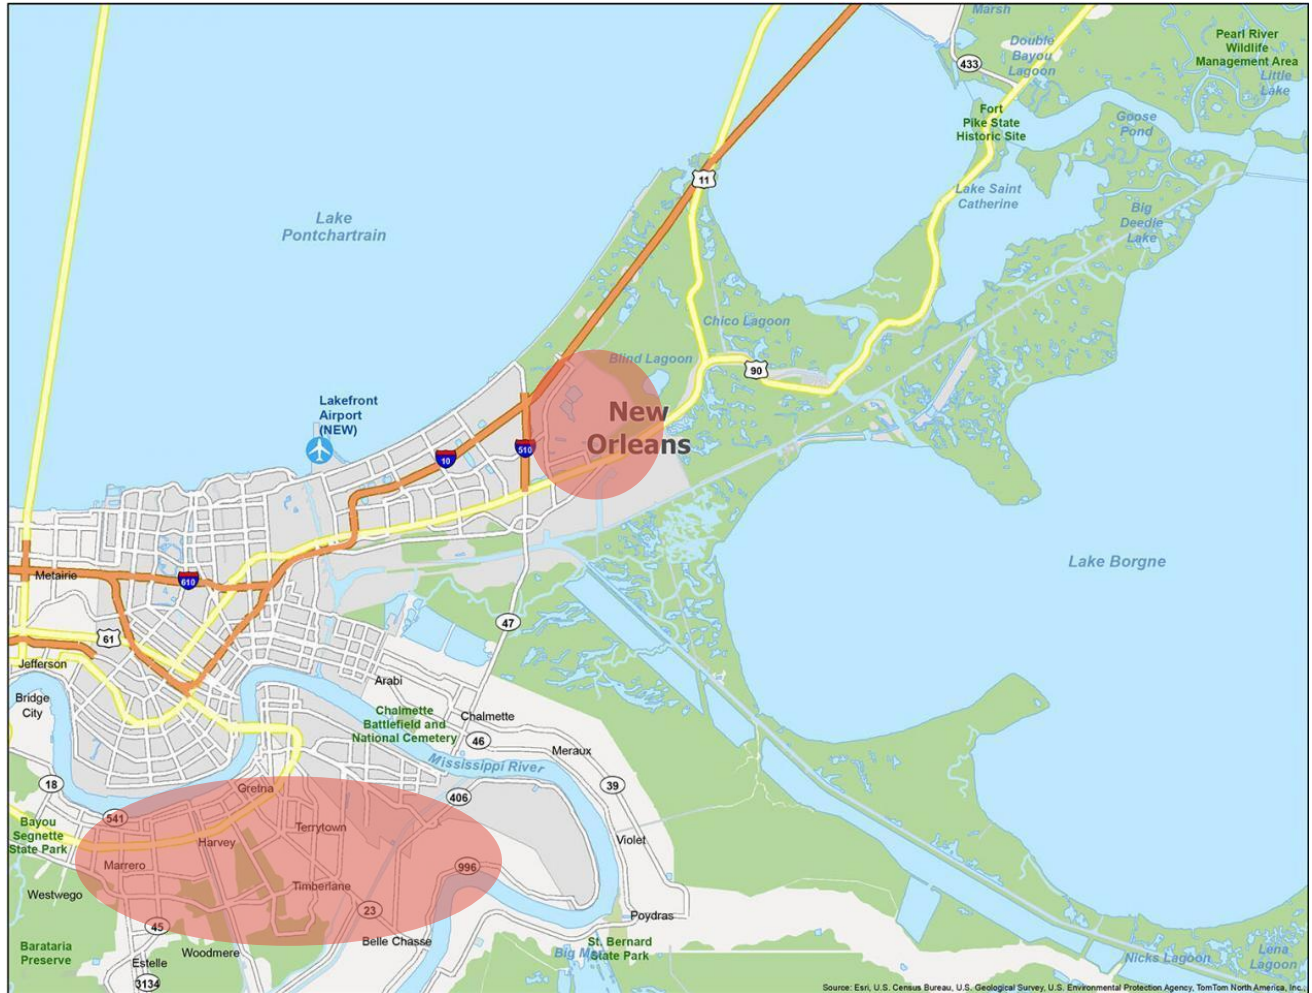 Marsh
Pearl River
Wildlife
Management Area
Double
Bayou
Lagoon
433
Little
Lake
Fort
Pike State
Historic Site
Goose
Pond
11
Lake Saint
Catherine
Lake
Pontchartrain
Big
Deedie
Lake
Chico Lagoon
Blind Lagoon
90
Lakefront
Airport
(NEW)
New
Orleans
10
510
Lake Borgne
Metairie
610
47
61
Jefferson
Arabi
Bridge
City
Chalmette
Battlefield and
National Cemetery
Chalmette
46
Meraux
Mississippi River
18
Gretna
39
406
541
Bayou
Segnette
State Park
Terrytown
Harvey
Violet
Marrero
996
Westwego
Timberlane
23
Poydras
45
Barataria
Preserve
Woodmere
Belle Chasse
St. Bernard
State Park
Big M
Estelle
Nicks Lagoon
Lena
Lagoon
3134
Source: Esri, U.S. Census Bureau, U.S. Geological Survey, U.S. Environmental Protection Agency, TomTom North America, Inc.,